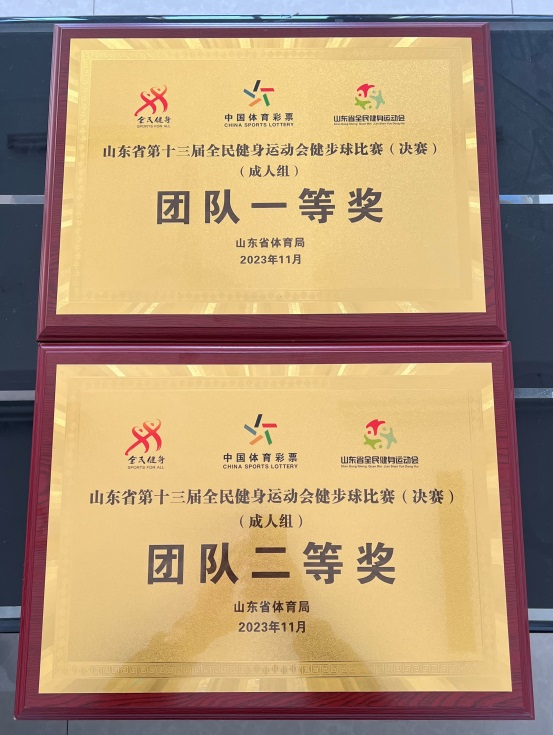 全民健身
SPORTS FOR ALL
中国体育彩票
CHINA SPORTS LOTTERY
山东省全民健身运动会
山东省第十三届全民健身运动会健步球比赛（决赛）
（成人组）
团队一等奖
山东省体育局
2023年11月
全民健身
SPORTS FOR ALL
中国体育彩票
CHINA SPORTS LOTTERY
山东省全民健身运动会
山东省第十三届全民健身运动会健步球比赛（决赛）
（成人组）
团队二等奖
山东省体育局
2023年11月